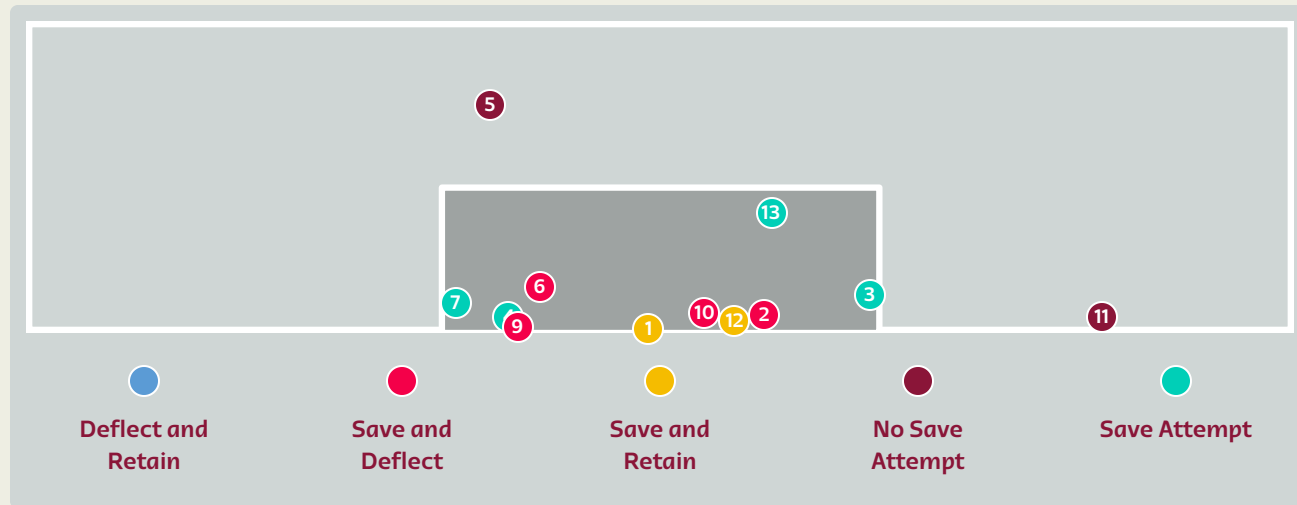 5
13
6
3
7
10
2
11
12
9
1
Deflect and
Retain
Save and
Deflect
Save and
Retain
No Save
Attempt
Save Attempt